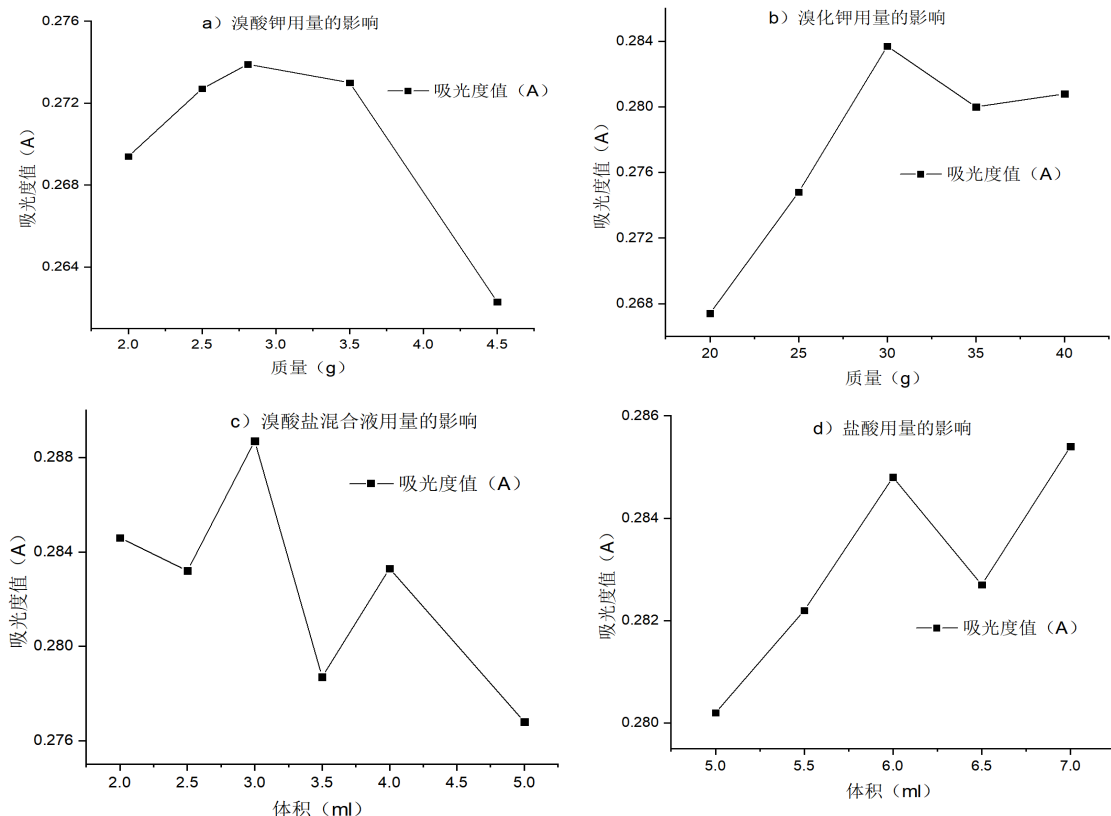 a）溴酸钾用量的影响
吸光度值（A）
0.276
0.272
0.268
0.264
吸光度值（A）
2.0 2.5 3.0 3.5 4.0 4.5
质量（g）
b）溴化钾用量的影响
吸光度值（A）
0.284
0.280
0.276
0.272
0.268
吸光度值（A）
20 25 30 35 40
质量（g）
c）溴酸盐混合液用量的影响
吸光度值（A）
0.288
0.284
0.280
0.276
吸光度值（A）
2.0 2.5 3.0 3.5 4.0 4.5 5.0
体积（ml）
d）盐酸用量的影响
吸光度值（A）
0.286
0.284
0.282
0.280
吸光度值（A）
5.0 5.5 6.0 6.5 7.0
体积（ml）